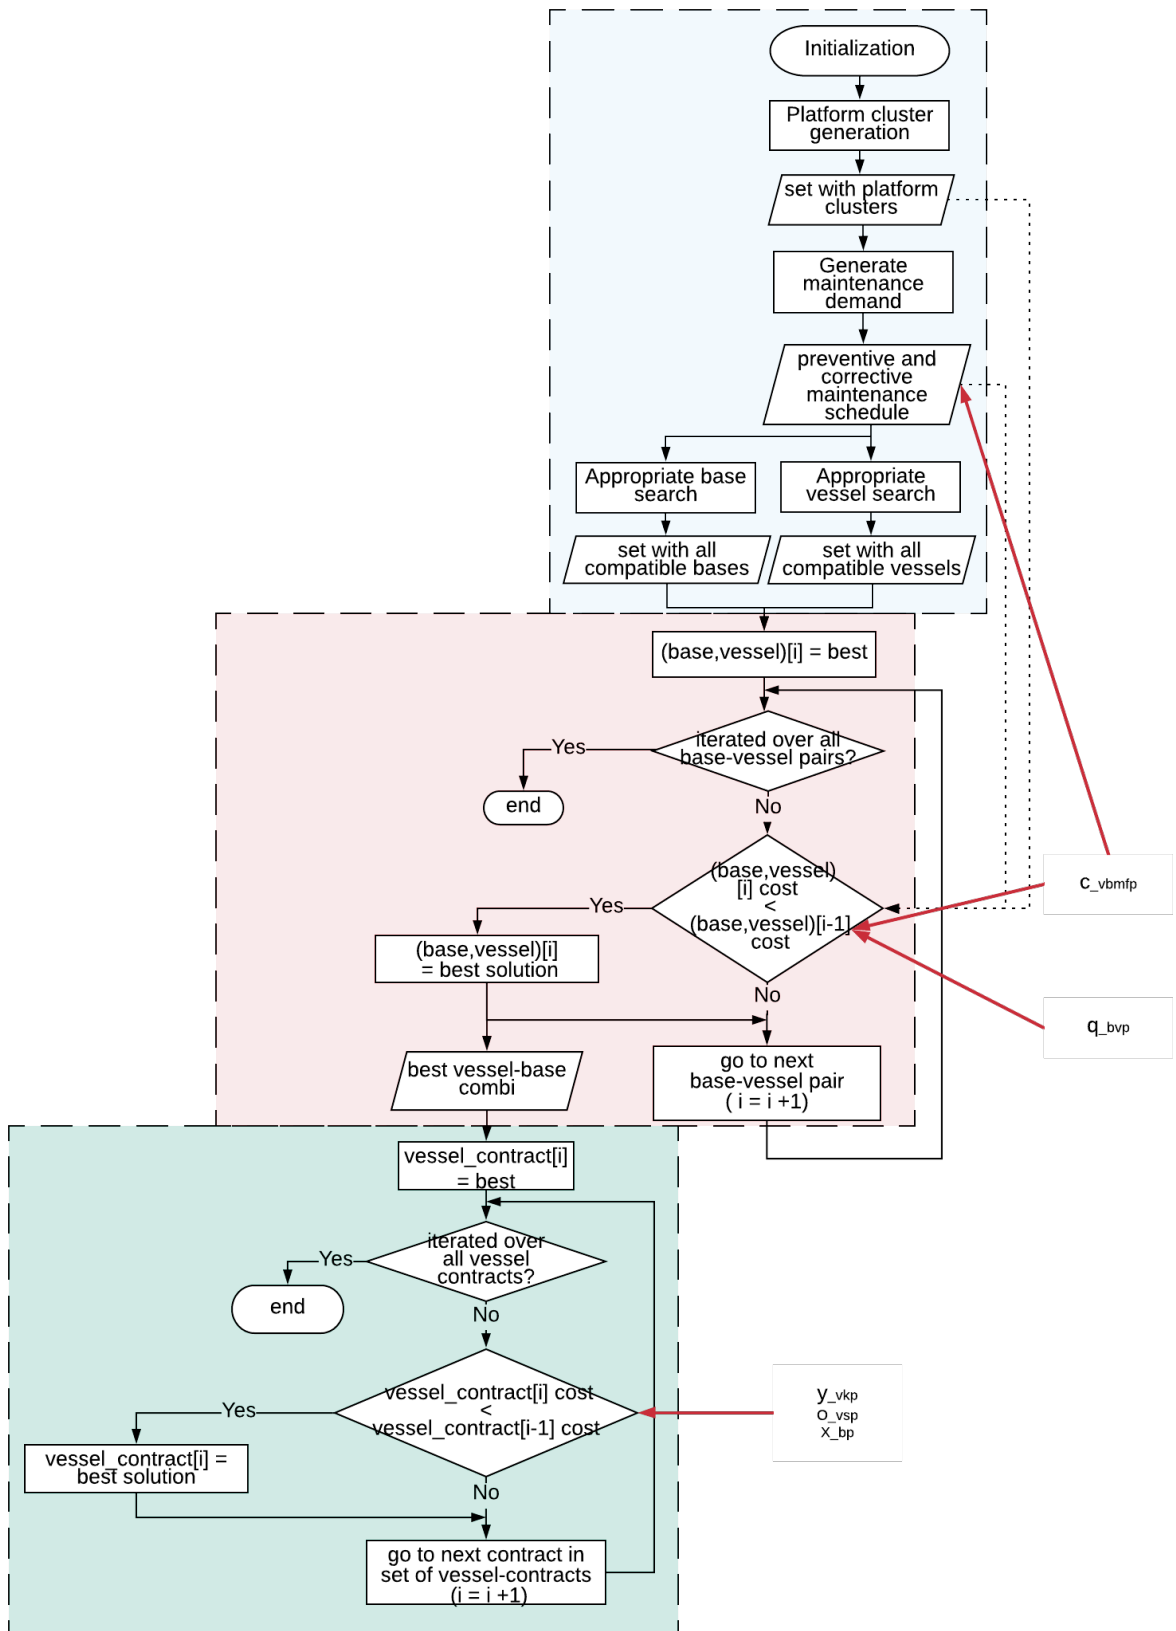 Initialization
Platform cluster
generation
set with platform
clusters
Generate
maintenance
demand
preventive and
corrective
maintenance
schedule
Appropriate base
search
Appropriate
vessel search
set with all
compatible bases
set with all
compatible vessels
(base,vessel)[i] = best
iterated over all
base-vessel pairs?
Yes
end
No
(base,vessel)
[i] cost
<
(base,vessel)[i-1]
cost
Yes
(base,vessel)[i]
= best solution
No
c_vbmfp
q_bvp
best vessel-base
combi
go to next
base-vessel pair
( i = i +1)
vessel_contract[i]
= best
iterated over
all vessel
contracts?
Yes
end
No
vessel_contract[i] cost
<
vessel_contract[i-1] cost
Yes
y_vkp
O_vsp
X_bp
vessel_contract[i] =
best solution
No
go to next contract in
set of vessel-contracts
(i = i +1)